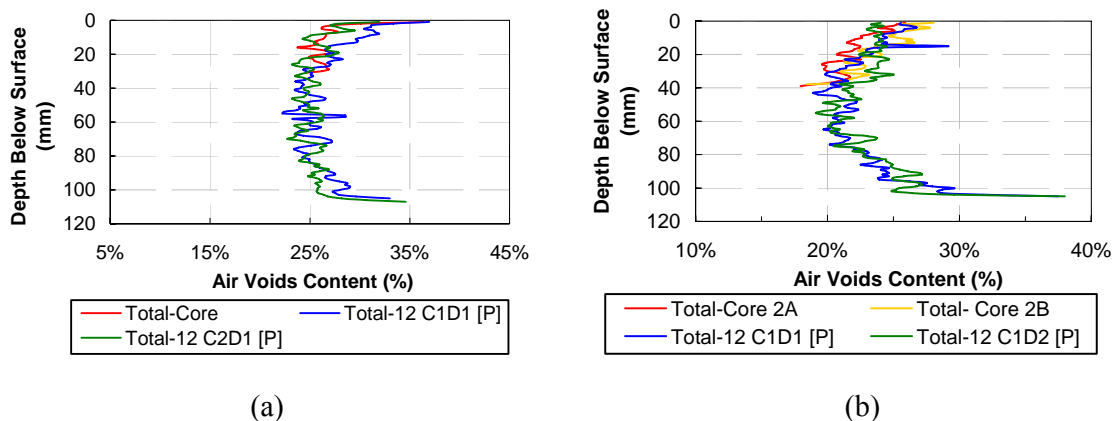 0
20
40
60
80
100
120
5% 15% 25% 35% 45%
Depth Below Surface (mm)
Air Voids Content (%)
Total-Core
Total-12 C1D1 [P]
Total-12 C2D1 [P]
(a)
0
20
40
60
80
100
120
10% 20% 30% 40%
Depth Below Surface (mm)
Air Voids Content (%)
Total-Core 2A
Total- Core 2B
Total-12 C1D1 [P]
Total-12 C1D2 [P]
(b)